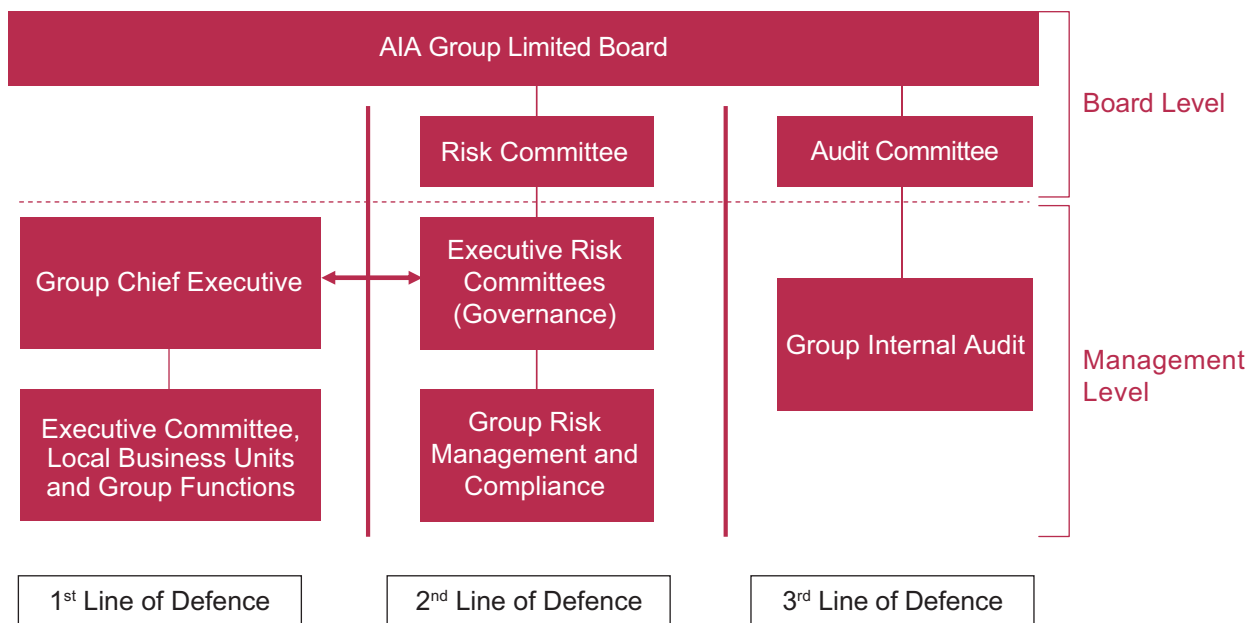 AIA Group Limited Board
Board Level
Risk Committee
Audit Committee
Group Chief Executive
Executive Risk
Committees
(Governance)
Group Internal Audit
Management
Level
Executive Committee,
Local Business Units
and Group Functions
Group Risk
Management and
Compliance
1st Line of Defence
2nd Line of Defence
3rd Line of Defence